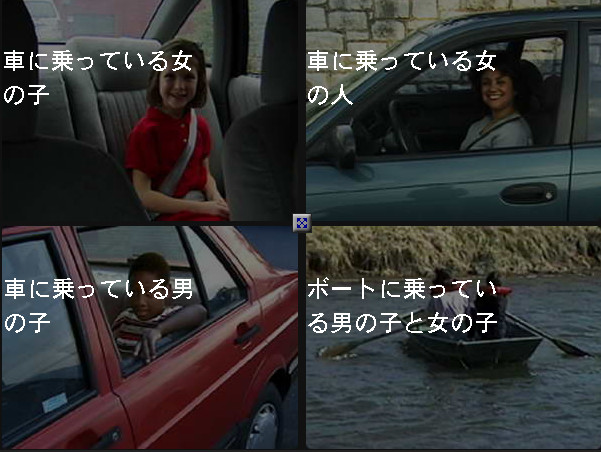 車に乗っている女
の子
車に乗っている女
の人
車に乗っている男
の子
ボートに乗ってい
る男の子と女の子